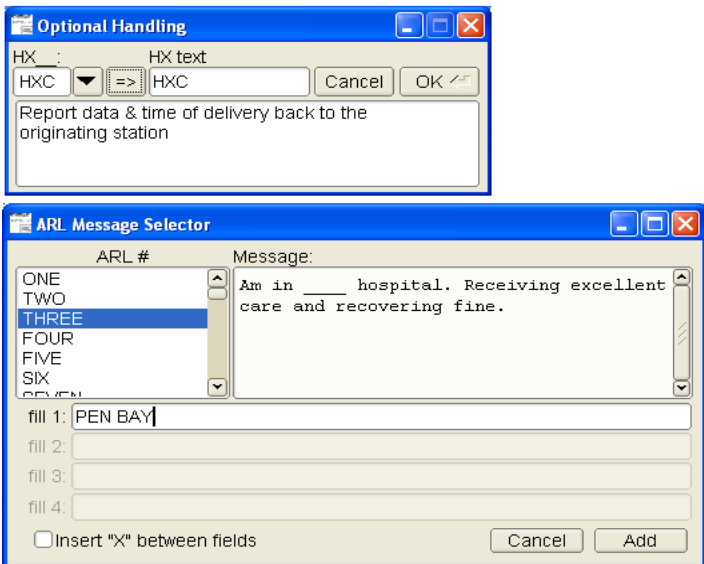 Optional Handling
HX__: HX text
HXC => HXC Cancel OK
Report data & time of delivery back to the
originating station
ARL Message Selector
ARL # Message:
ONE
TWO
THREE
FOUR
FIVE
SIX
SEVEN
Am in ____ hospital. Receiving excellent
care and recovering fine.
fill 1: PEN BAY
fill 2:
fill 3:
fill 4:
Insert "X" between fields Cancel Add